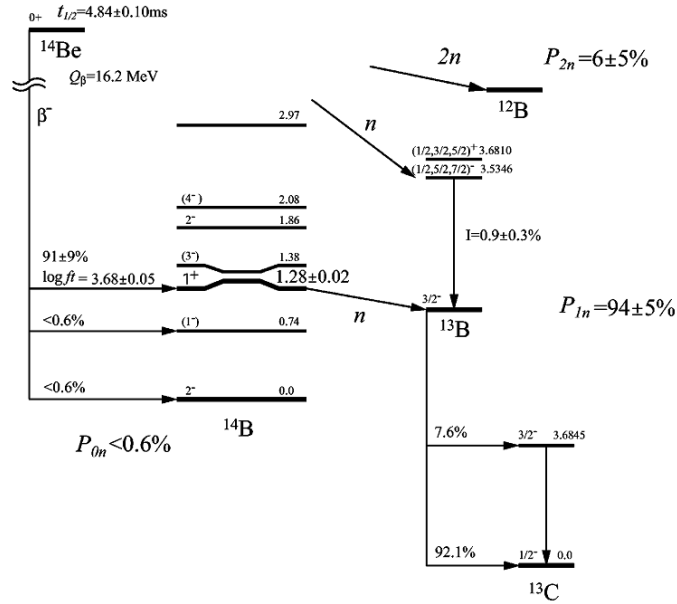 0+ t1/2=4.84±0.10ms
14Be
Qβ=16.2 MeV
β-
2n
P2n=6±5%
12B
2.97
n
(1/2,3/2,5/2)+ 3.6810
(1/2,5/2,7/2)- 3.5346
(4-) 2.08
2- 1.86
I=0.9±0.3%
91±9%
(3-) 1.38
log ft = 3.68±0.05
1+ 1.28±0.02
n
3/2-
13B
P1n=94±5%
<0.6%
(1-) 0.74
<0.6%
2- 0.0
14B
P0n<0.6%
7.6%
3/2- 3.6845
92.1%
1/2- 0.0
13C